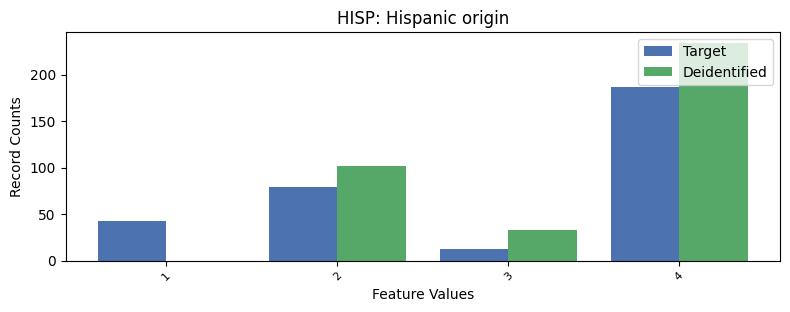 HISP: Hispanic origin
Target
Deidentified
Record Counts
200
150
100
50
0
1
2
3
4
Feature Values